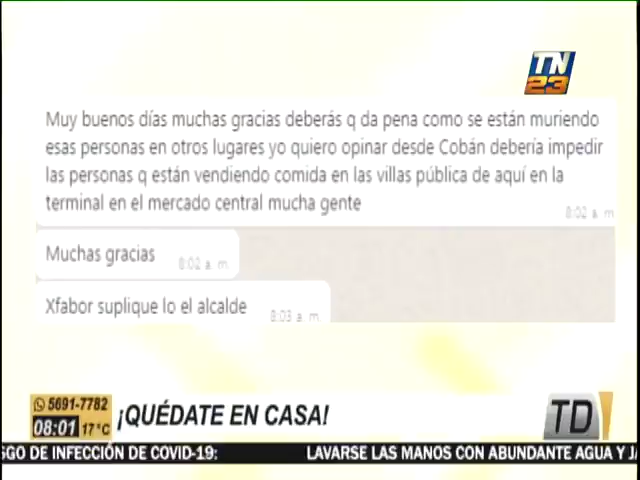 TN
23
Muy buenos días muchas gracias deberás q da pena como se están muriendo
esas personas en otros lugares yo quiero opinar desde Cobán debería impedir
las personas q están vendiendo comida en las villas pública de aquí en la
terminal en el mercado central mucha gente
8:02 a. m.
Muchas gracias
8:02 a. m.
Xfabor suplique lo el alcalde
8:03 a. m.
5691-7782
08:01 17°C
¡QUÉDATE EN CASA!
TD
SGO DE INFECCIÓN DE COVID-19: LAVARSE LAS MANOS CON ABUNDANTE AGUA Y JA